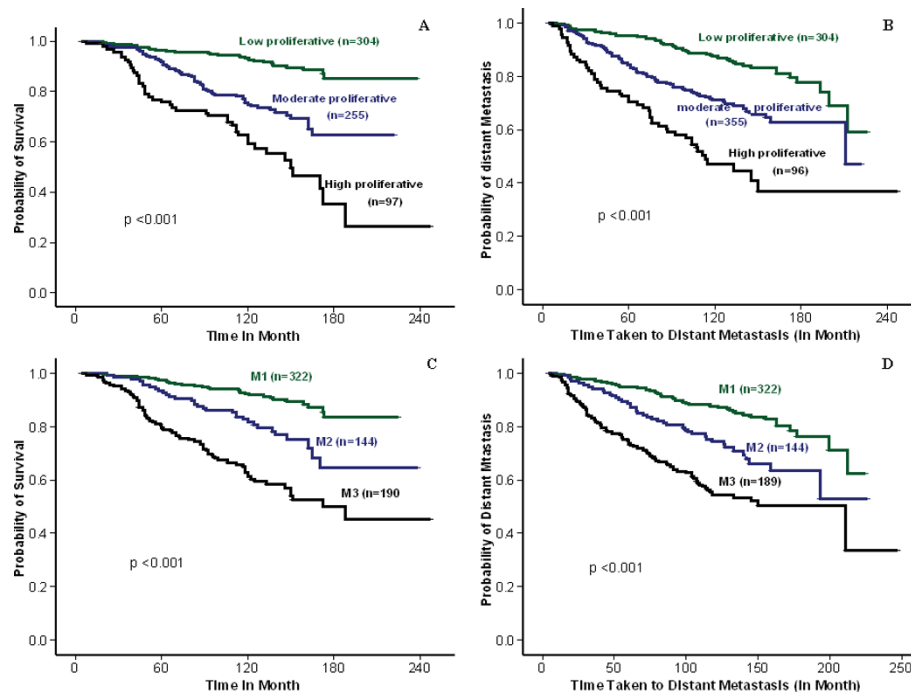 A
1.0
0.8
0.6
0.4
0.2
0.0
Probability of Survival
Low proliferative (n=304)
Moderate proliferative
(n=255)
High proliferative
(n=97)
p <0.001
0 60 120 180 240
Time In Month
B
1.0
0.8
0.6
0.4
0.2
0.0
Probability of distant Metastasis
Low proliferative (n=304)
moderate proliferative
(n=355)
High proliferative
(n=96)
p <0.001
0 60 120 180 240
Time Taken to Distant Metastasis (In Month)
C
1.0
0.8
0.6
0.4
0.2
0.0
Probability of Survival
M1 (n=322)
M2 (n=144)
M3 (n=190
p <0.001
0 60 120 180 240
Time In Month
D
1.0
0.8
0.6
0.4
0.2
0.0
Probability of Distant Mtastasis
M1 (n=322)
M2 (n=144)
M3 (n=189)
p <0.001
0 50 100 150 200 250
Time Taken to Distant Metastasis (In Month)